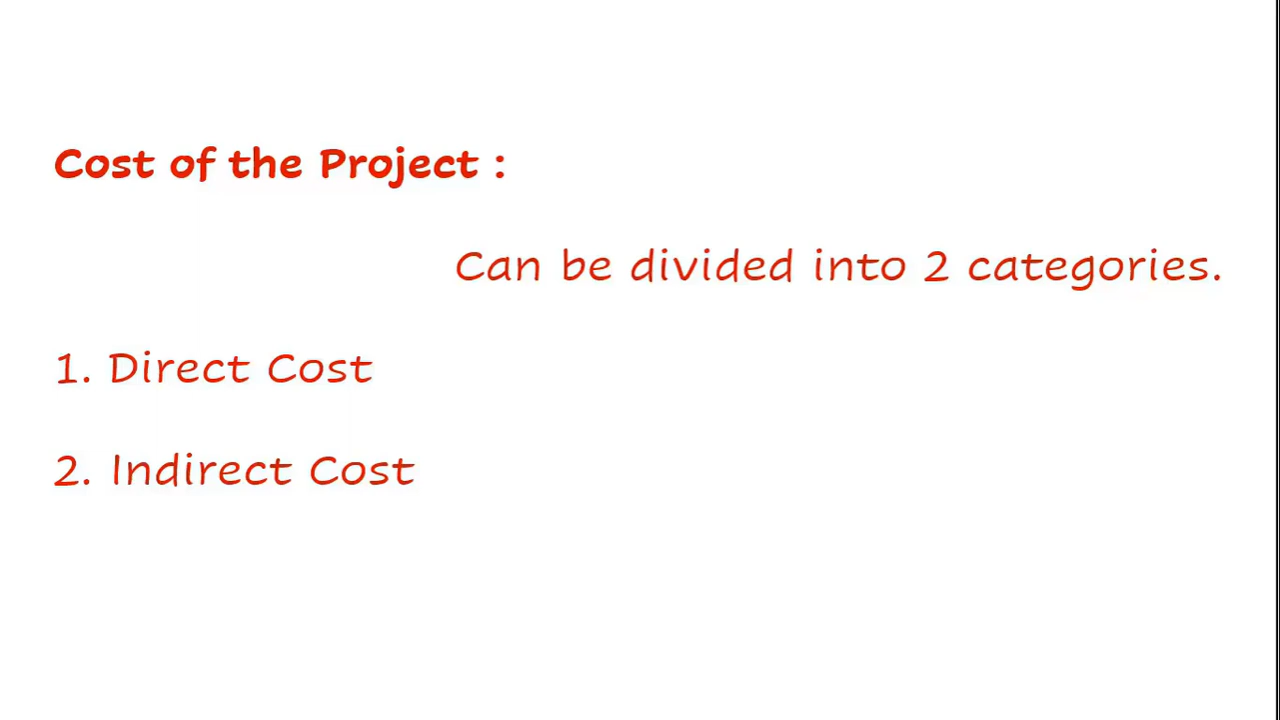 Cost of the Project :
Can be divided into 2 categories.
1. Direct Cost
2. Indirect Cost